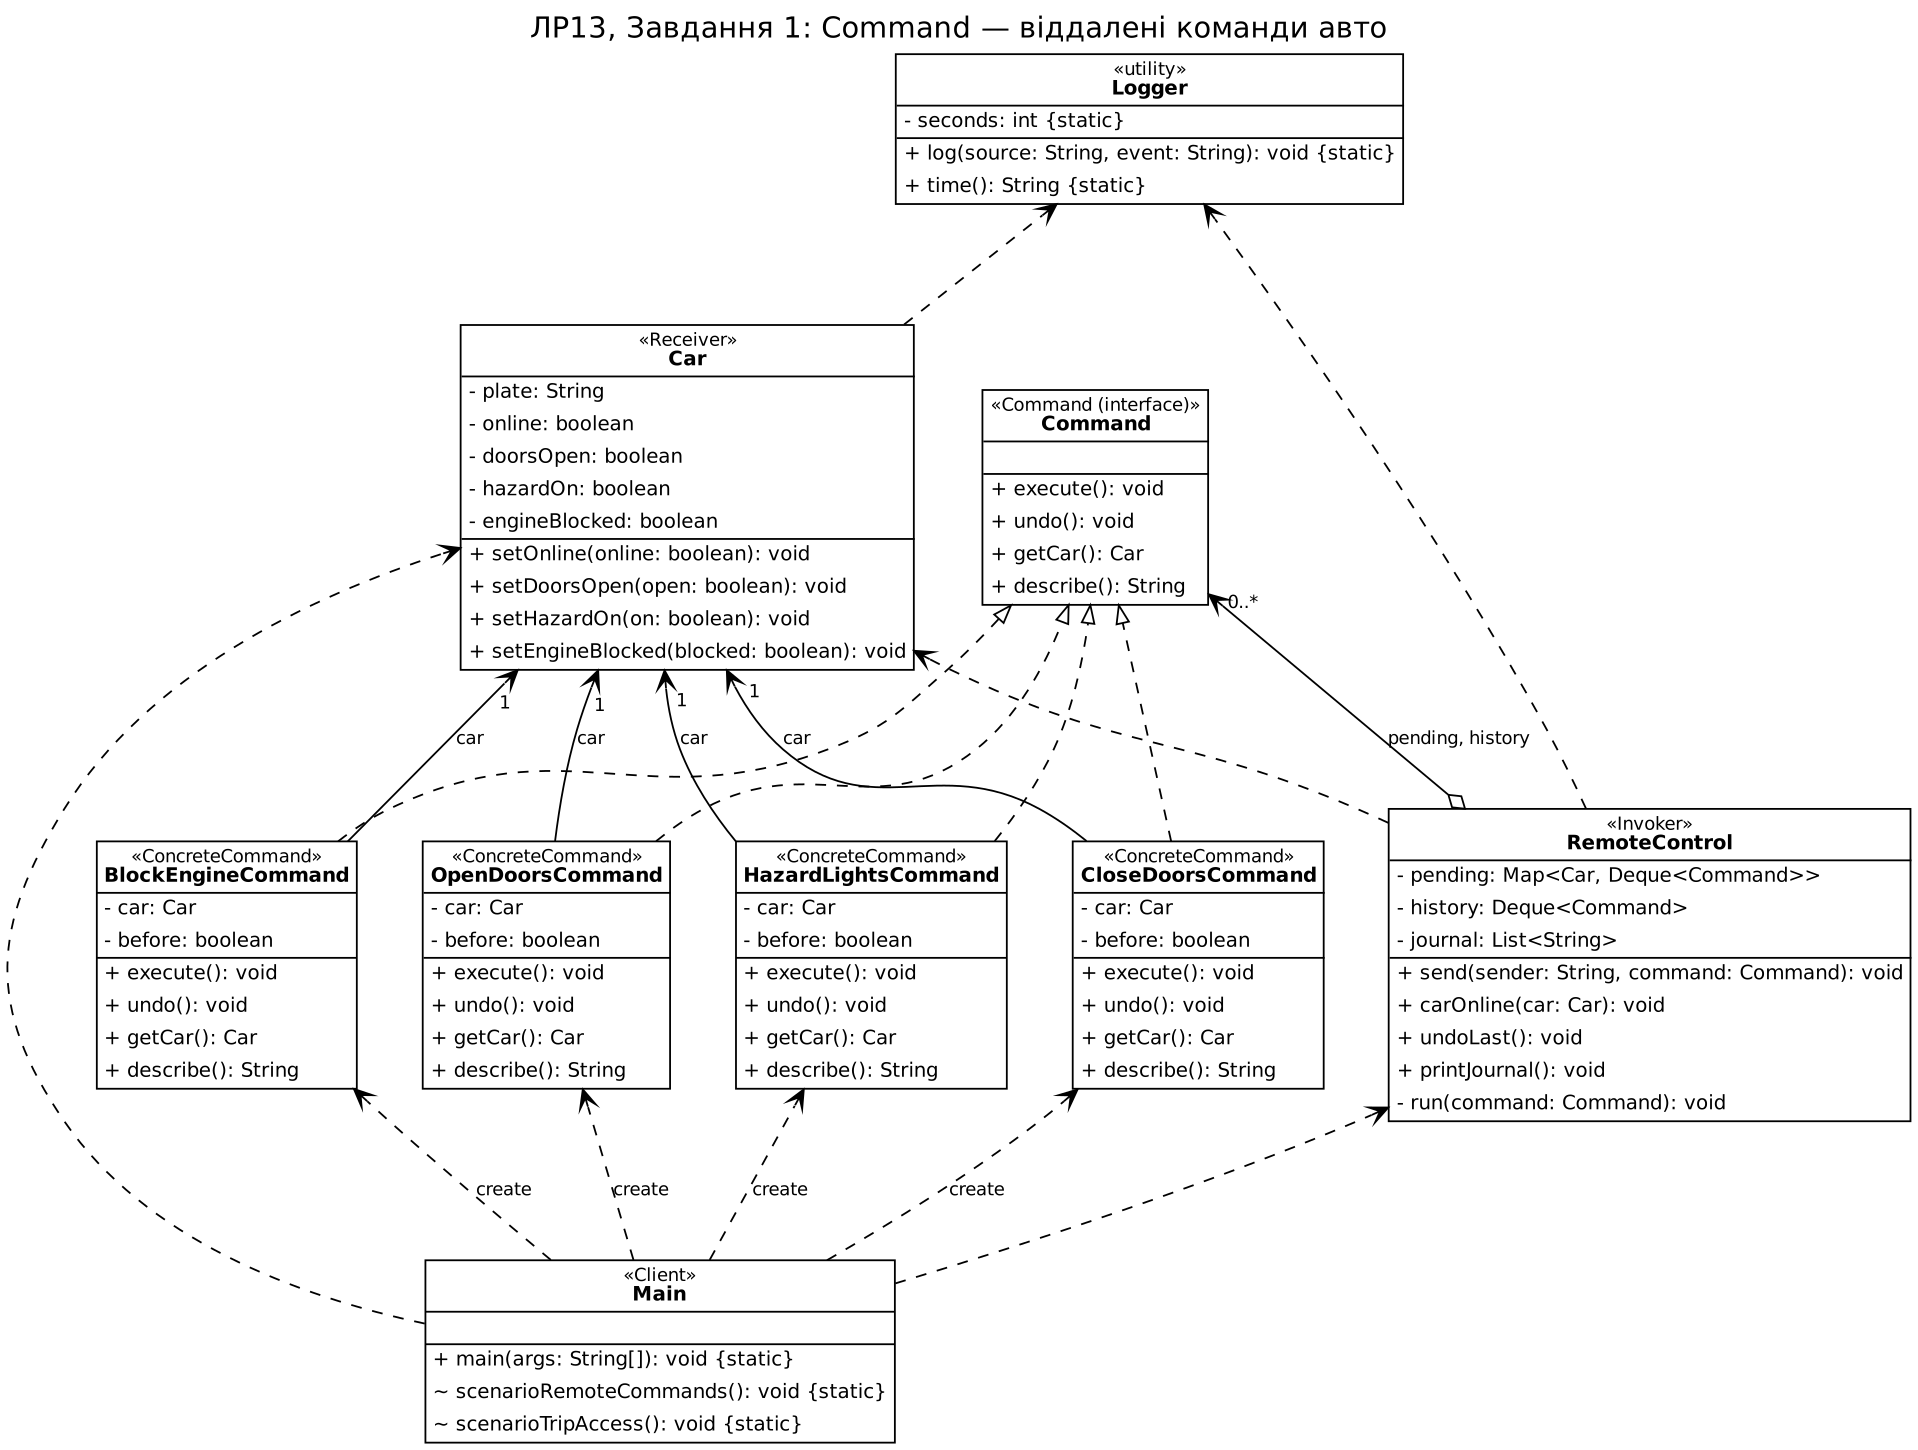 ЛР13, Завдання 1: Command — віддалені команди авто
«utility»
Logger
- seconds: int {static}
+ log(source: String, event: String): void {static}
+ time(): String {static}
«Receiver»
Car
- plate: String
- online: boolean
- doorsOpen: boolean
- hazardOn: boolean
- engineBlocked: boolean
+ setOnline(online: boolean): void
+ setDoorsOpen(open: boolean): void
+ setHazardOn(on: boolean): void
+ setEngineBlocked(blocked: boolean): void
«Command (interface)»
Command
+ execute(): void
+ undo(): void
+ getCar(): Car
+ describe(): String
0..*
1
1
1
1
car
car
car
car
pending, history
«ConcreteCommand»
BlockEngineCommand
- car: Car
- before: boolean
+ execute(): void
+ undo(): void
+ getCar(): Car
+ describe(): String
«ConcreteCommand»
OpenDoorsCommand
- car: Car
- before: boolean
+ execute(): void
+ undo(): void
+ getCar(): Car
+ describe(): String
«ConcreteCommand»
HazardLightsCommand
- car: Car
- before: boolean
+ execute(): void
+ undo(): void
+ getCar(): Car
+ describe(): String
«ConcreteCommand»
CloseDoorsCommand
- car: Car
- before: boolean
+ execute(): void
+ undo(): void
+ getCar(): Car
+ describe(): String
«Invoker»
RemoteControl
- pending: Map<Car, Deque<Command>>
- history: Deque<Command>
- journal: List<String>
+ send(sender: String, command: Command): void
+ carOnline(car: Car): void
+ undoLast(): void
+ printJournal(): void
- run(command: Command): void
create
create
create
create
«Client»
Main
+ main(args: String[]): void {static}
~ scenarioRemoteCommands(): void {static}
~ scenarioTripAccess(): void {static}